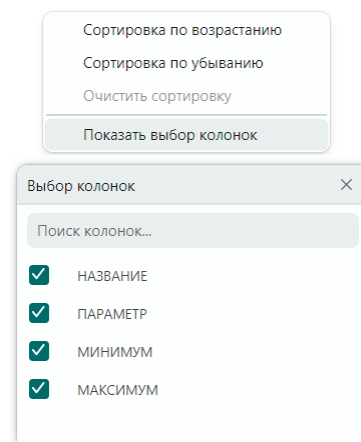 Сортировка по возрастанию
Сортировка по убыванию
Очистить сортировку
Показать выбор колонок
Выбор колонок
Поиск колонок...
НАЗВАНИЕ
ПАРАМЕТР
МИНИМУМ
МАКСИМУМ